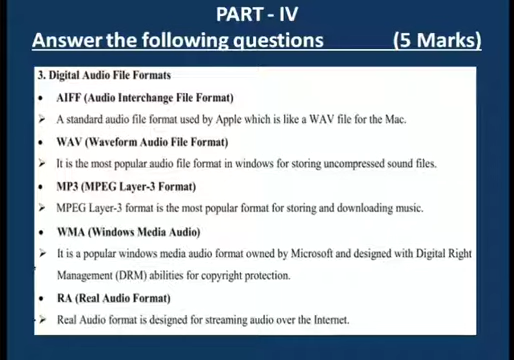 PART - IV
Answer the following questions (5 Marks)
3. Digital Audio File Formats
• AIFF (Audio Interchange File Format)
➢ A standard audio file format used by Apple which is like a WAV file for the Mac.
• WAV (Waveform Audio File Format)
➢ It is the most popular audio file format in windows for storing uncompressed sound files.
• MP3 (MPEG Layer-3 Format)
➢ MPEG Layer-3 format is the most popular format for storing and downloading music.
• WMA (Windows Media Audio)
➢ It is a popular windows media audio format owned by Microsoft and designed with Digital Right
Management (DRM) abilities for copyright protection.
• RA (Real Audio Format)
➢ Real Audio format is designed for streaming audio over the Internet.